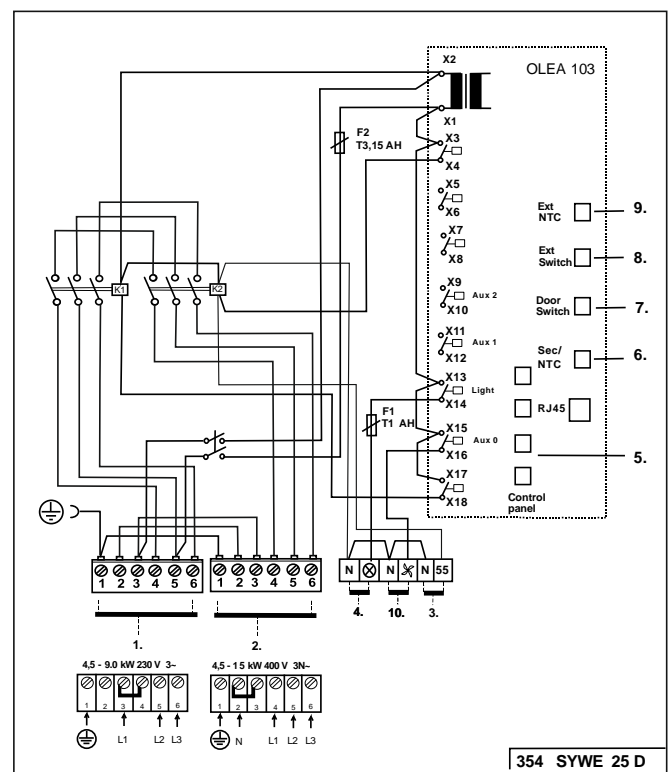 X2
OLEA 103
X1
F2
T3,15 AH
X3
X4
X5
X6
Ext
NTC
9.
X7
X8
Ext
Switch
8.
K1
K2
X9
Aux 2
X10
Door
Switch
7.
X11
Aux 1
X12
Sec/
NTC
6.
X13
Light
X14
F1
T1 AH
RJ45
X15
Aux 0
X16
5.
X17
X18
Control
panel
1 2 3 4 5 6
1 2 3 4 5 6
N N N 55
4. 10. 3.
1. 2.
4,5 - 9.0 kW 230 V 3~
4,5 - 15 kW 400 V 3N~
1 2 3 4 5 6
1 2 3 4 5 6
L1 L2 L3
N L1 L2 L3
354 SYWE 25 D